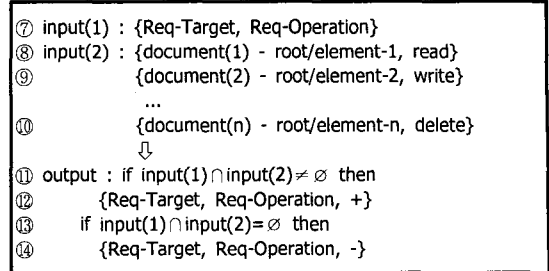 ⑦ input(1) : {Req-Target, Req-Operation}
⑧ input(2) : {document(1) - root/element-1, read}
⑨ {document(2) - root/element-2, write}
...
⑩ {document(n) - root/element-n, delete}
⇩
⑪ output : if input(1)∩input(2)≠∅ then
⑫ {Req-Target, Req-Operation, +}
⑬ if input(1)∩input(2)=∅ then
⑭ {Req-Target, Req-Operation, -}